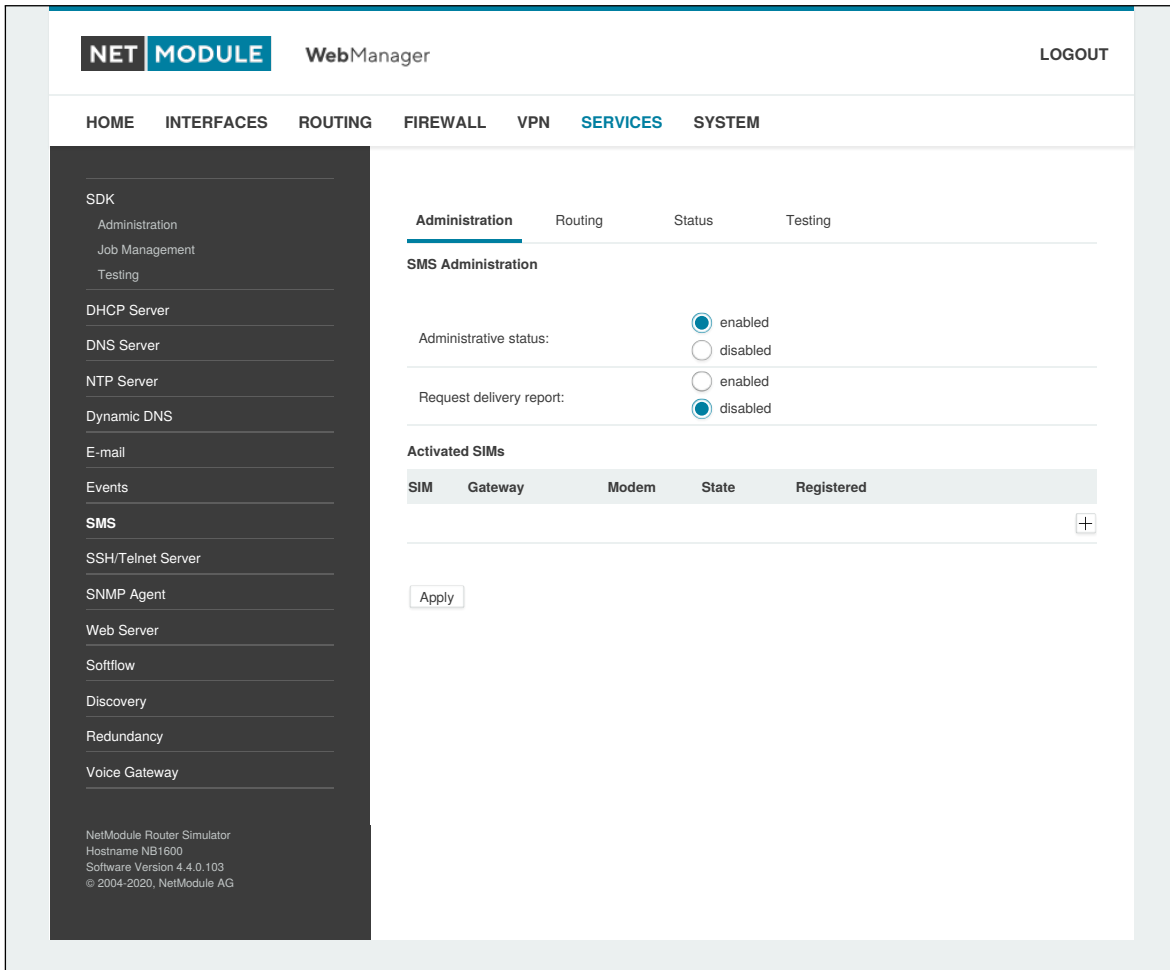 NET MODULE WebManager LOGOUT
HOME INTERFACES ROUTING FIREWALL VPN SERVICES SYSTEM
SDK
Administration
Job Management
Testing
DHCP Server
DNS Server
NTP Server
Dynamic DNS
E-mail
Events
SMS
SSH/Telnet Server
SNMP Agent
Web Server
Softflow
Discovery
Redundancy
Voice Gateway
NetModule Router Simulator
Hostname NB1600
Software Version 4.4.0.103
© 2004-2020, NetModule AG
Administration Routing Status Testing
SMS Administration
Administrative status:
enabled
disabled
Request delivery report:
enabled
disabled
Activated SIMs
SIM Gateway Modem State Registered
Apply